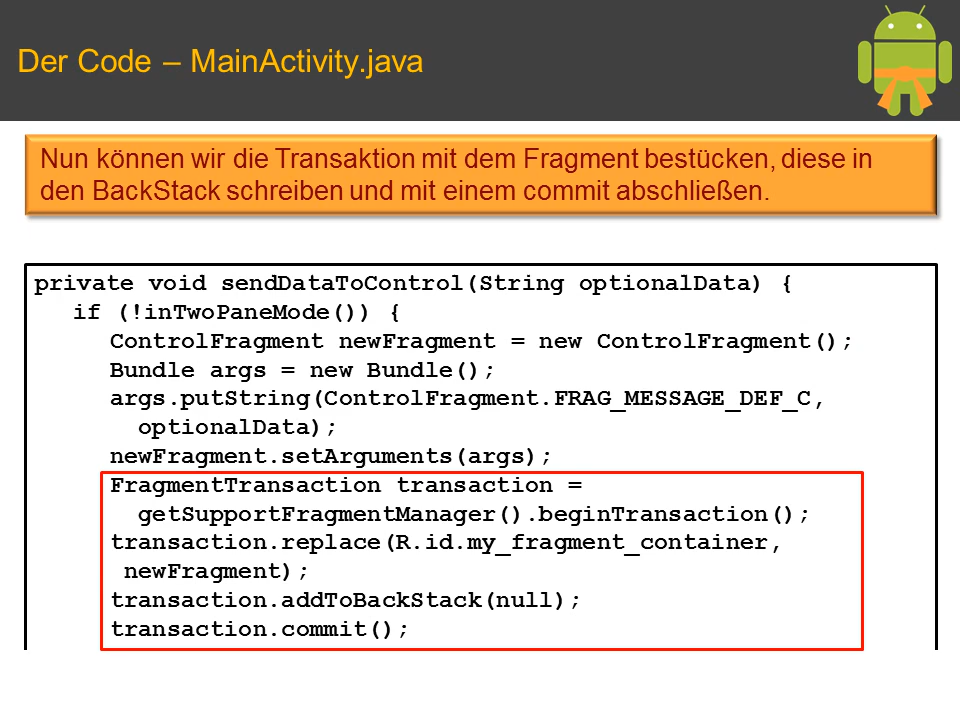 Der Code – MainActivity.java
Nun können wir die Transaktion mit dem Fragment bestücken, diese in
den BackStack schreiben und mit einem commit abschließen.
private void sendDataToControl(String optionalData) {
if (!inTwoPaneMode()) {
ControlFragment newFragment = new ControlFragment();
Bundle args = new Bundle();
args.putString(ControlFragment.FRAG_MESSAGE_DEF_C,
optionalData);
newFragment.setArguments(args);
FragmentTransaction transaction =
getSupportFragmentManager().beginTransaction();
transaction.replace(R.id.my_fragment_container,
newFragment);
transaction.addToBackStack(null);
transaction.commit();